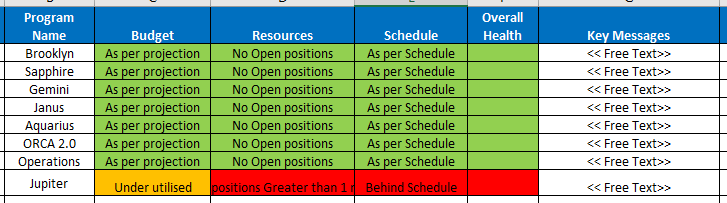 Program Name Budget Resources Schedule Overall Health Key Messages
Brooklyn As per projection No Open positions As per Schedule << Free Text>>
Sapphire As per projection No Open positions As per Schedule << Free Text>>
Gemini As per projection No Open positions As per Schedule << Free Text>>
Janus As per projection No Open positions As per Schedule << Free Text>>
Aquarius As per projection No Open positions As per Schedule << Free Text>>
ORCA 2.0 As per projection No Open positions As per Schedule << Free Text>>
Operations As per projection No Open positions As per Schedule << Free Text>>
Jupiter Under utilised positions Greater than 1 Behind Schedule << Free Text>>